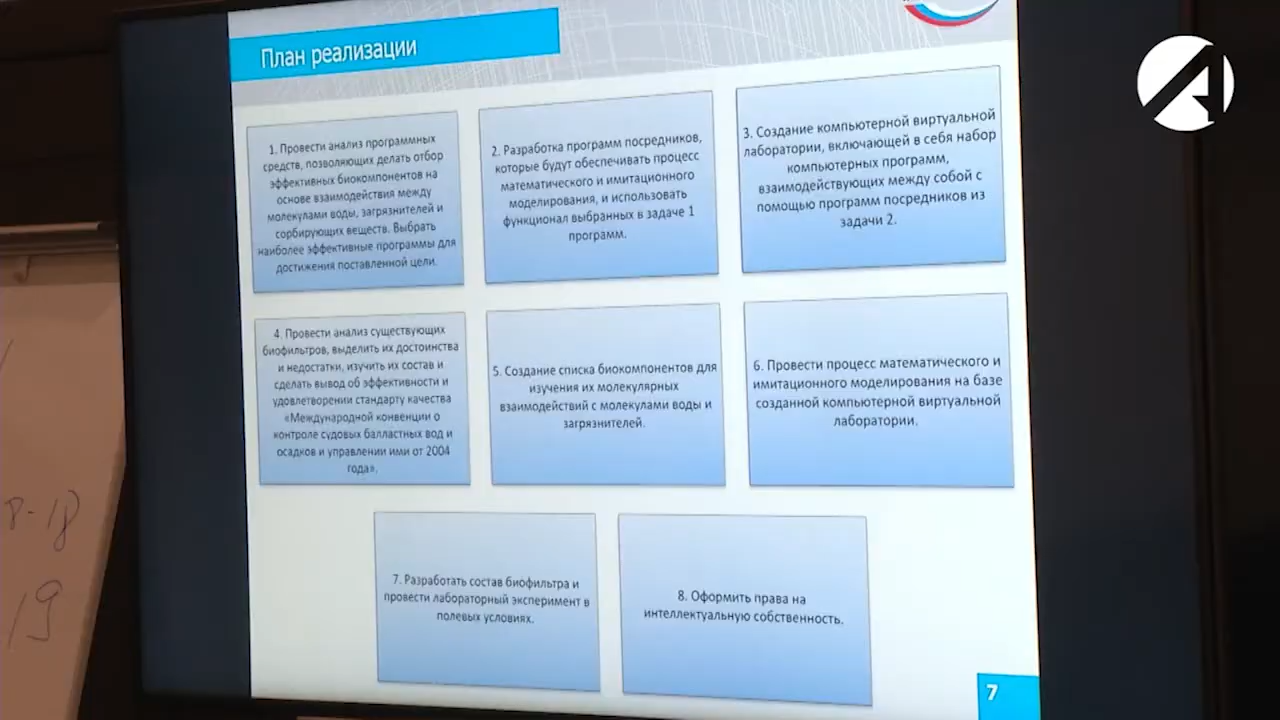 План реализации
1. Провести анализ программных
средств, позволяющих делать отбор
эффективных биокомпонентов на
основе взаимодействия между
молекулами воды, загрязнителей и
сорбирующих веществ. Выбрать
наиболее эффективные программы для
достижения поставленной цели.
2. Разработка программ посредников,
которые будут обеспечивать процесс
математического и имитационного
моделирования, и использовать
функционал выбранных в задаче 1
программ.
3. Создание компьютерной виртуальной
лаборатории, включающей в себя набор
компьютерных программ,
взаимодействующих между собой с
помощью программ посредников из
задачи 2.
4. Провести анализ существующих
биофильтров, выделить их достоинства
и недостатки, изучить их состав и
сделать вывод об эффективности и
удовлетворении стандарту качества
«Международной конвенции о
контроле судовых балластных вод и
осадков и управлении ими от 2004
года».
5. Создание списка биокомпонентов для
изучения их молекулярных
взаимодействий с молекулами воды и
загрязнителей.
6. Провести процесс математического и
имитационного моделирования на базе
созданной компьютерной виртуальной
лаборатории.
7. Разработать состав биофильтра и
провести лабораторный эксперимент в
полевых условиях.
8. Оформить права на
интеллектуальную собственность.
7
19